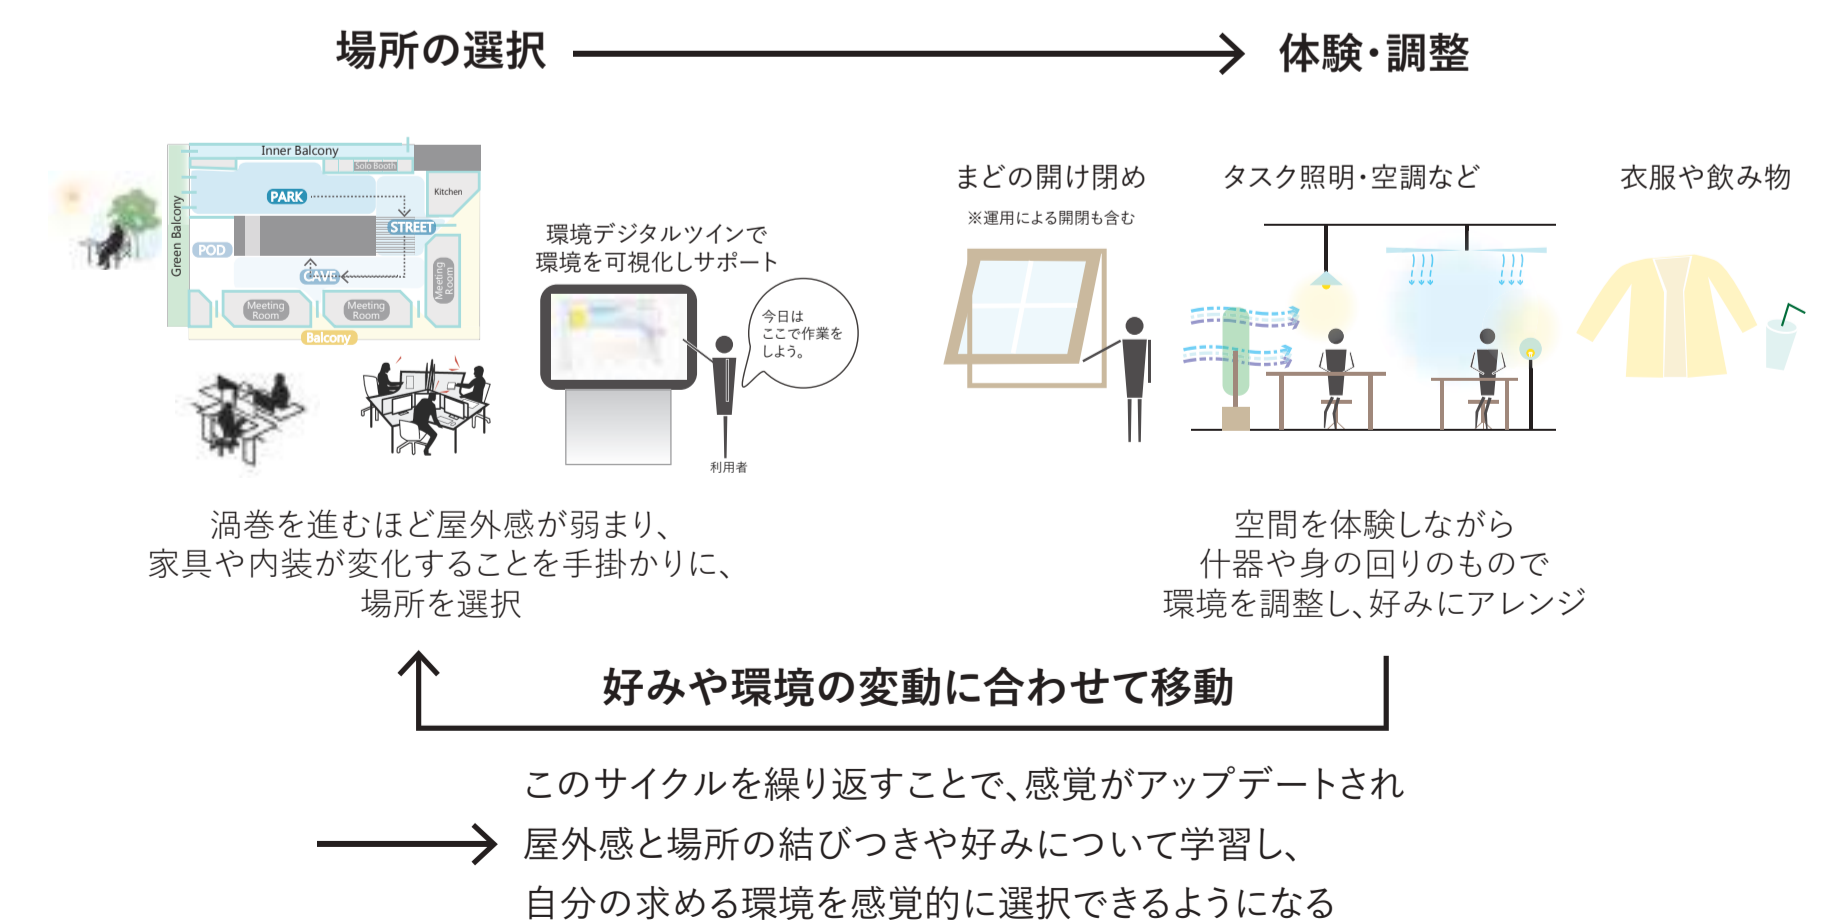 場所の選択
体験・調整
Inner Balcony
Solo Booth
Green Balcony
PARK
Kitchen
STREET
POD
CAVE
Meeting
Room
Meeting
Room
Meeting
Room
Balcony
環境デジタルツインで
環境を可視化しサポート
今日は
ここで作業を
しよう。
利用者
まどの開け閉め
※運用による開閉も含む
タスク照明・空調など
衣服や飲み物
渦巻を進むほど屋外感が弱まり、
家具や内装が変化することを手掛かりに、
場所を選択
空間を体験しながら
什器や身の回りのもので
環境を調整し、好みにアレンジ
好みや環境の変動に合わせて移動
このサイクルを繰り返すことで、感覚がアップデートされ
屋外感と場所の結びつきや好みについて学習し、
自分の求める環境を感覚的に選択できるようになる